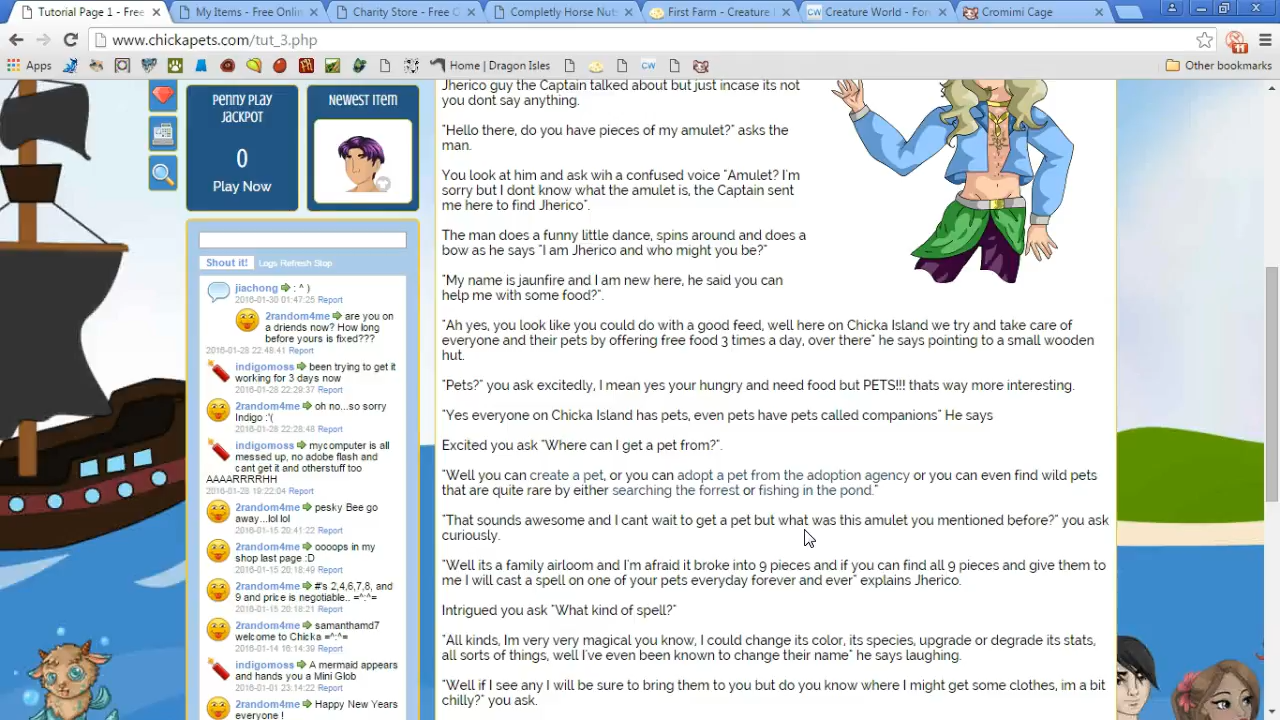 Tutorial Page 1 - Free
My Items - Free Onlin
Charity Store - Free O
Completly Horse Nut
First Farm - Creature
Creature World - For
Cromimi Cage
www.chickapets.com/tut_3.php
11
Apps
Home | Dragon Isles
CW
Other bookmarks
Penny Play
Jackpot
0
Play Now
Newest Item
Shout it! Logs Refresh Stop
jiachong : ^ )
2016-01-30 01:47:25 Report
2random4me are you on
a driends now? How long
before yours is fixed???
2016-01-28 22:48:41 Report
indigomoss been trying to get it
working for 3 days now
2016-01-28 22:29:37 Report
2random4me oh no...so sorry
Indigo :'(
2016-01-28 22:28:48 Report
indigomoss mycomputer is all
messed up, no adobe flash and
cant get it and otherstuff too
AAAARRRRRHH
2016-01-28 19:22:04 Report
2random4me pesky Bee go
away...lol lol
2016-01-15 20:41:22 Report
2random4me oooops in my
shop last page :D
2016-01-15 20:18:49 Report
2random4me #'s 2,4,6,7,8, and
9 and price is negotiable.. =^:^=
2016-01-15 20:18:21 Report
2random4me samanthamd7
welcome to Chicka =^:^=
2016-01-14 16:14:39 Report
indigomoss A mermaid appears
and hands you a Mini Glob
2016-01-01 23:14:22 Report
2random4me Happy New Years
everyone !
Jherico guy the Captain talked about but just incase its not
you dont say anything.
"Hello there, do you have pieces of my amulet?" asks the
man.
You look at him and ask wih a confused voice "Amulet? I'm
sorry but I dont know what the amulet is, the Captain sent
me here to find Jherico".
The man does a funny little dance, spins around and does a
bow as he says "I am Jherico and who might you be?"
"My name is jaunfire and I am new here, he said you can
help me with some food?".
"Ah yes, you look like you could do with a good feed, well here on Chicka Island we try and take care of
everyone and their pets by offering free food 3 times a day, over there" he says pointing to a small wooden
hut.
"Pets?" you ask excitedly, I mean yes your hungry and need food but PETS!!! thats way more interesting.
"Yes everyone on Chicka Island has pets, even pets have pets called companions" He says
Excited you ask "Where can I get a pet from?".
"Well you can create a pet, or you can adopt a pet from the adoption agency or you can even find wild pets
that are quite rare by either searching the forrest or fishing in the pond."
"That sounds awesome and I cant wait to get a pet but what was this amulet you mentioned before?" you ask
curiously.
"Well its a family airloom and I'm afraid it broke into 9 pieces and if you can find all 9 pieces and give them to
me I will cast a spell on one of your pets everyday forever and ever" explains Jherico.
Intrigued you ask "What kind of spell?"
"All kinds, Im very very magical you know, I could change its color, its species, upgrade or degrade its stats,
all sorts of things, well I've even been known to change their name" he says laughing.
"Well if I see any I will be sure to bring them to you but do you know where I might get some clothes, im a bit
chilly?" you ask.